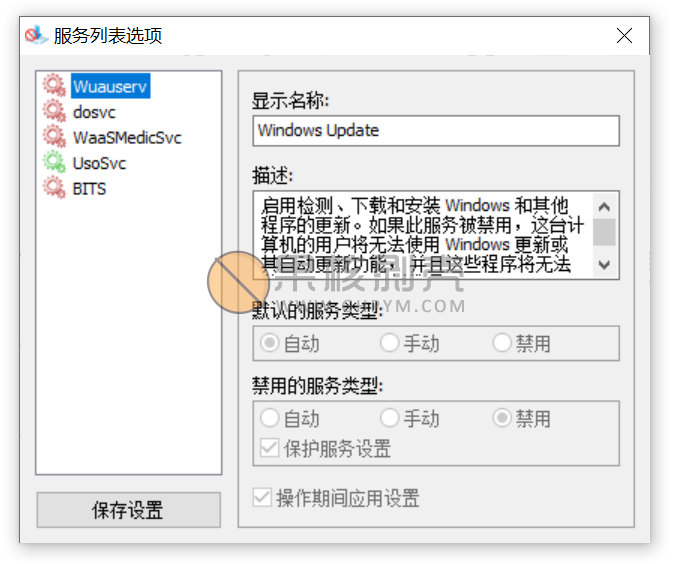 服务列表选项
Wuauserv
dosvc
WaaSMedicSvc
UsoSvc
BITS
保存设置
显示名称:
Windows Update
描述:
启用检测、下载和安装 Windows 和其他
程序的更新。如果此服务被禁用，这台计
算机的用户将无法使用 Windows 更新或
其自动更新功能，并且这些程序将无法
黑核剥壳
默认的服务类型:
自动 手动 禁用
禁用的服务类型:
自动 手动 禁用
保护服务设置
操作期间应用设置